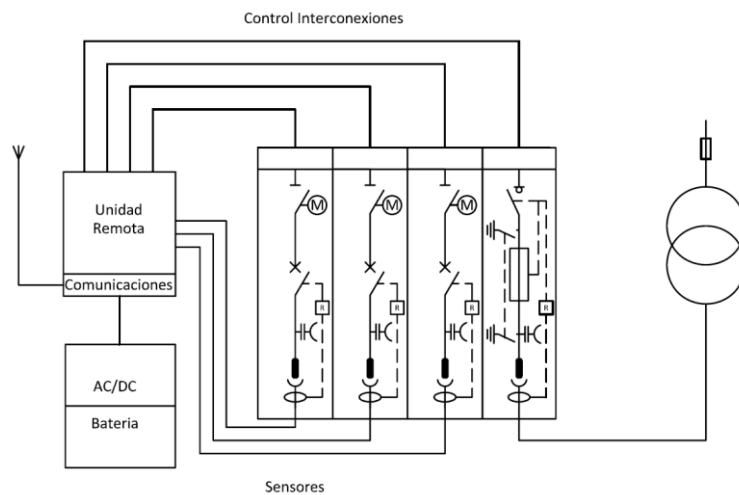 Control Interconexiones
Unidad
Remota
Comunicaciones
AC/DC
Bateria
M
M
M
R
R
R
R
Sensores